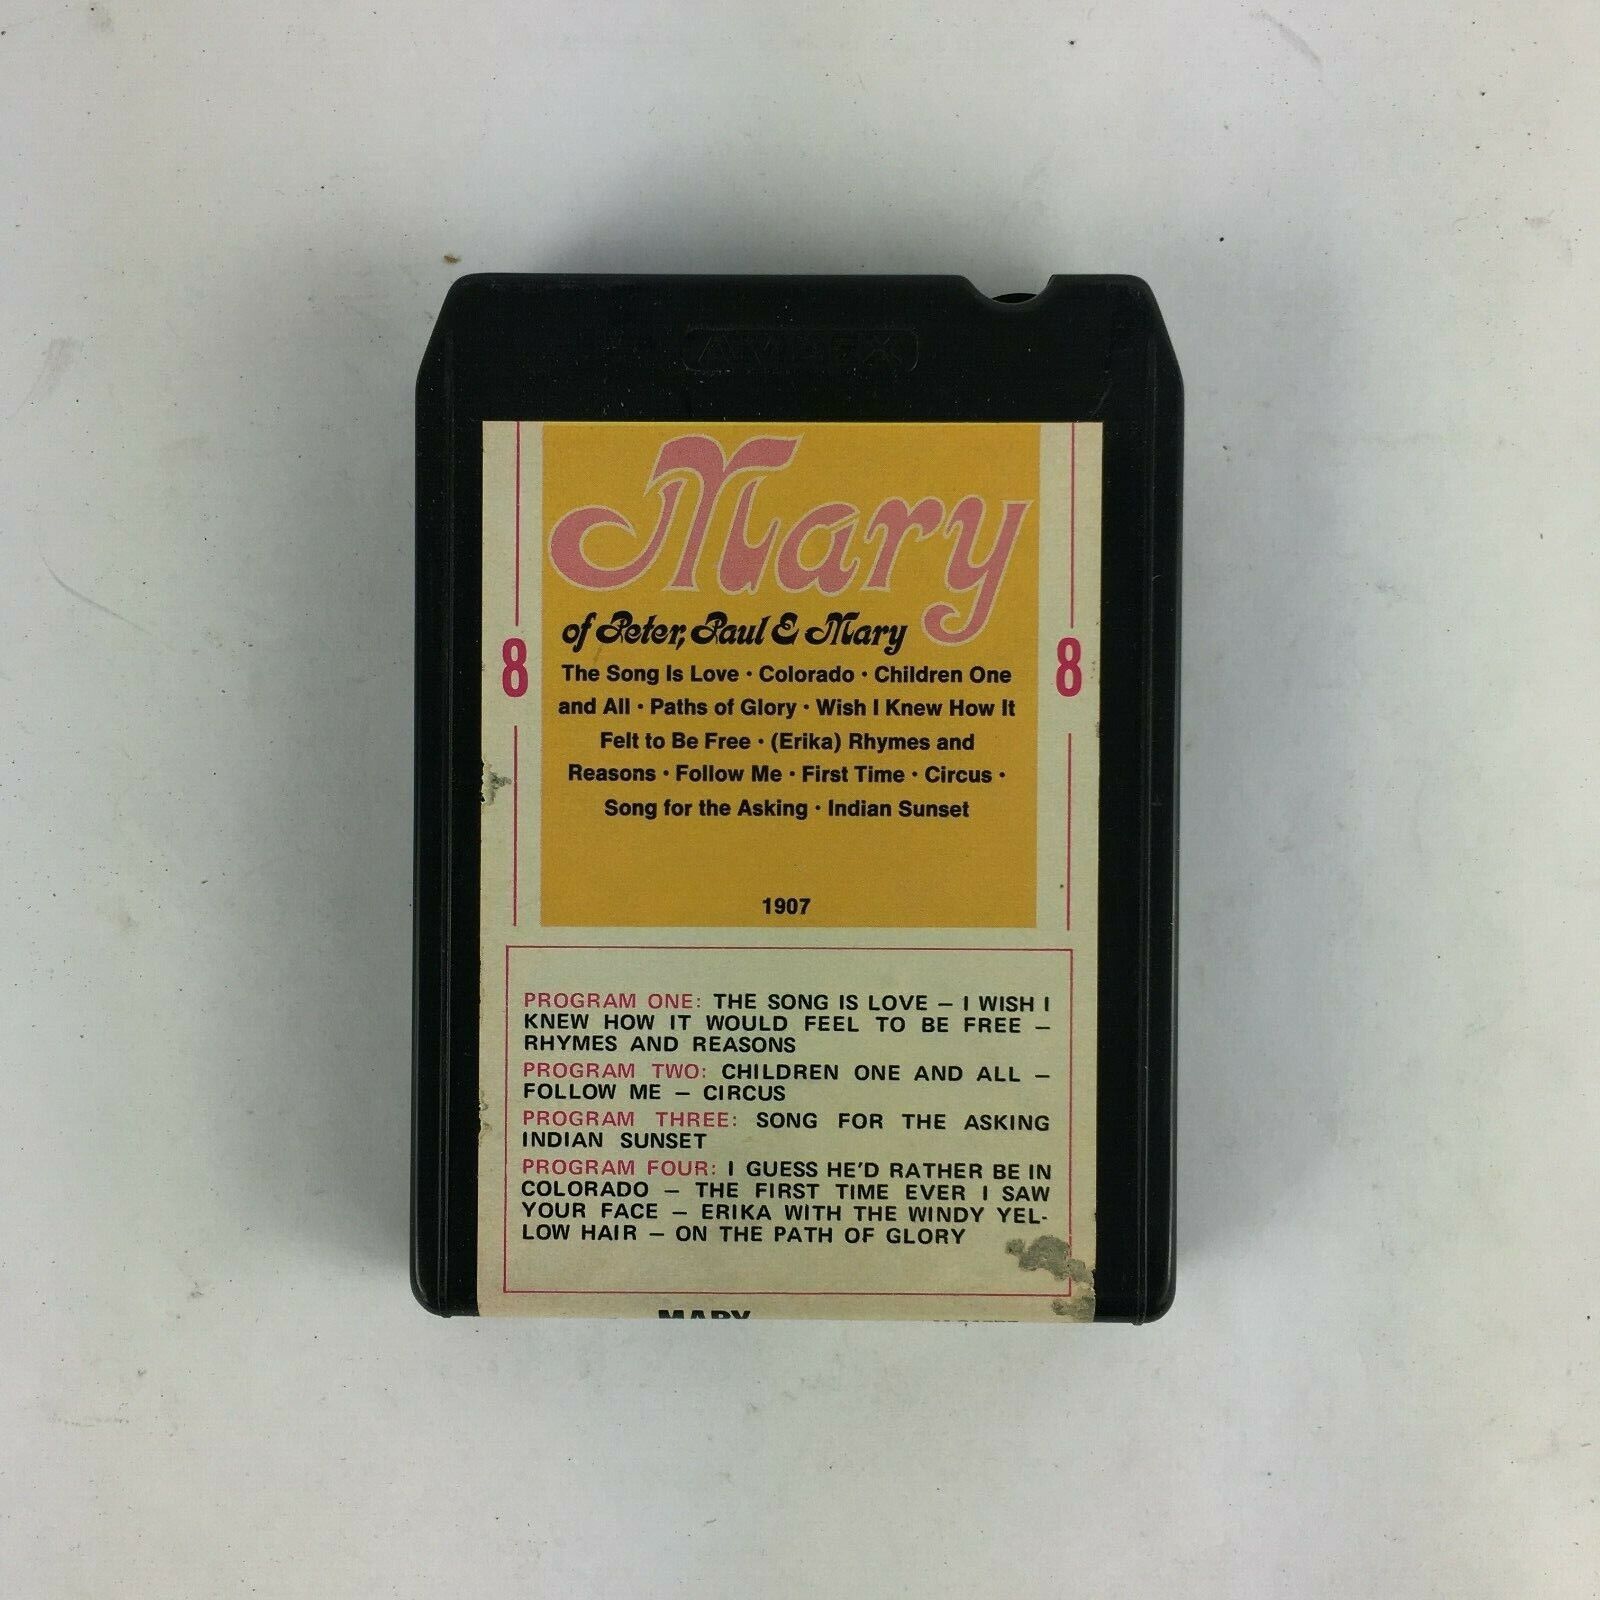 AMPEX
Mary
of Peter, Paul & Mary
8
8
The Song Is Love • Colorado • Children One
and All • Paths of Glory • Wish I Knew How It
Felt to Be Free • (Erika) Rhymes and
Reasons • Follow Me • First Time • Circus •
Song for the Asking • Indian Sunset
1907
PROGRAM ONE: THE SONG IS LOVE – I WISH I
KNEW HOW IT WOULD FEEL TO BE FREE –
RHYMES AND REASONS
PROGRAM TWO: CHILDREN ONE AND ALL –
FOLLOW ME – CIRCUS
PROGRAM THREE: SONG FOR THE ASKING
INDIAN SUNSET
PROGRAM FOUR: I GUESS HE'D RATHER BE IN
COLORADO – THE FIRST TIME EVER I SAW
YOUR FACE – ERIKA WITH THE WINDY YEL-
LOW HAIR – ON THE PATH OF GLORY
MARY